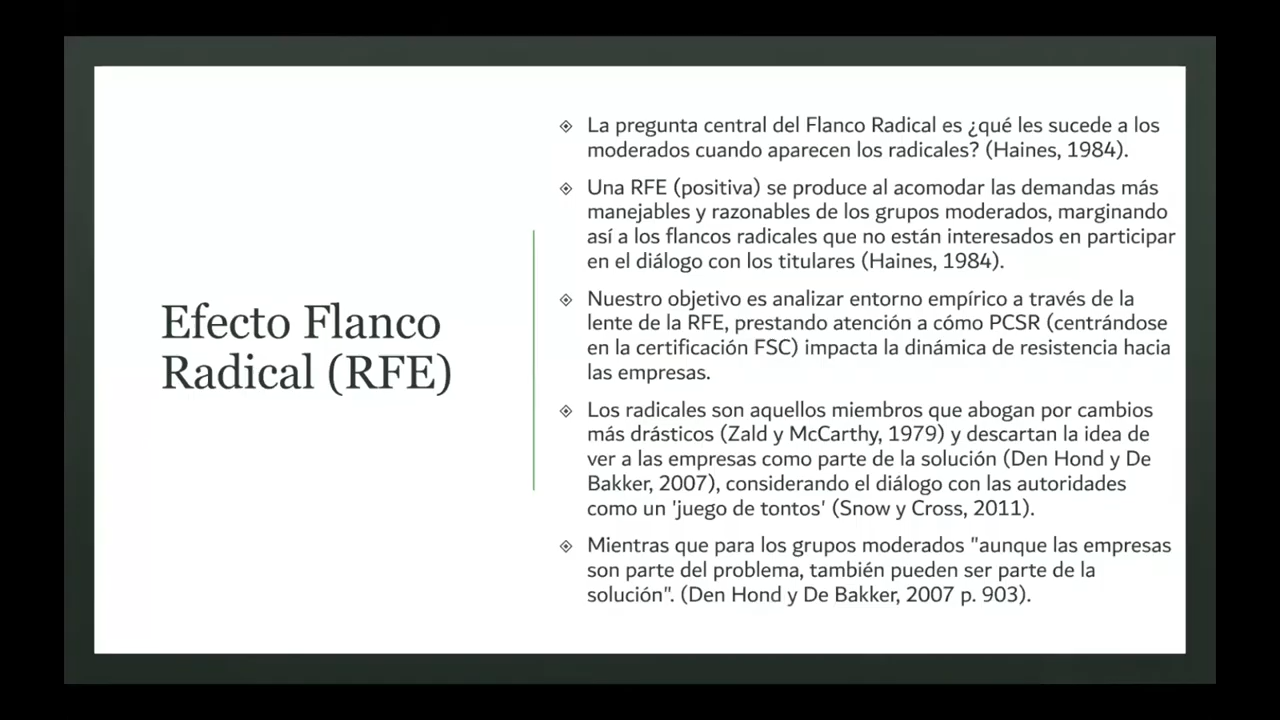 Efecto Flanco
Radical (RFE)
La pregunta central del Flanco Radical es ¿qué les sucede a los
moderados cuando aparecen los radicales? (Haines, 1984).
Una RFE (positiva) se produce al acomodar las demandas más
manejables y razonables de los grupos moderados, marginando
así a los flancos radicales que no están interesados en participar
en el diálogo con los titulares (Haines, 1984).
Nuestro objetivo es analizar entorno empírico a través de la
lente de la RFE, prestando atención a cómo PCSR (centrándose
en la certificación FSC) impacta la dinámica de resistencia hacia
las empresas.
Los radicales son aquellos miembros que abogan por cambios
más drásticos (Zald y McCarthy, 1979) y descartan la idea de
ver a las empresas como parte de la solución (Den Hond y De
Bakker, 2007), considerando el diálogo con las autoridades
como un 'juego de tontos' (Snow y Cross, 2011).
Mientras que para los grupos moderados "aunque las empresas
son parte del problema, también pueden ser parte de la
solución". (Den Hond y De Bakker, 2007 p. 903).